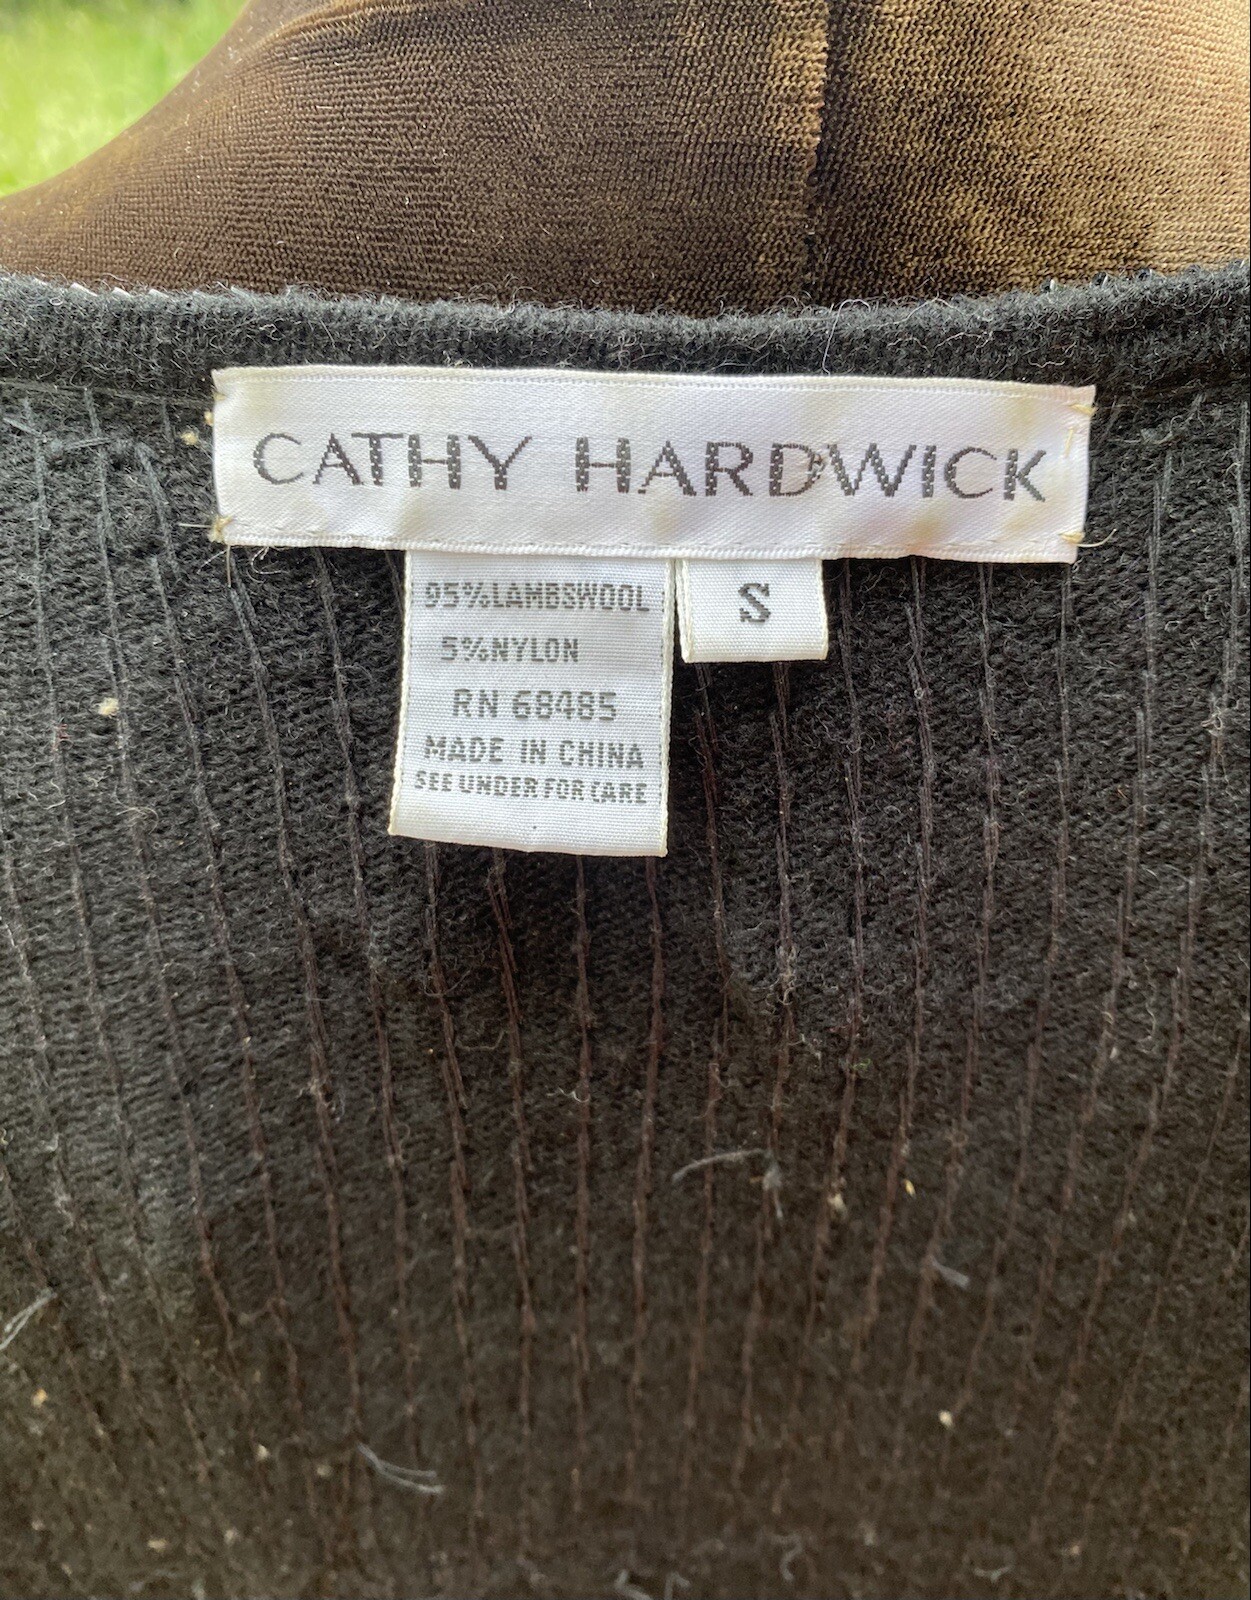 CATHY HARDWICK
95%LAMBSWOOL
5%NYLON
RN 68485
MADE IN CHINA
SEE UNDER FOR CARE
S